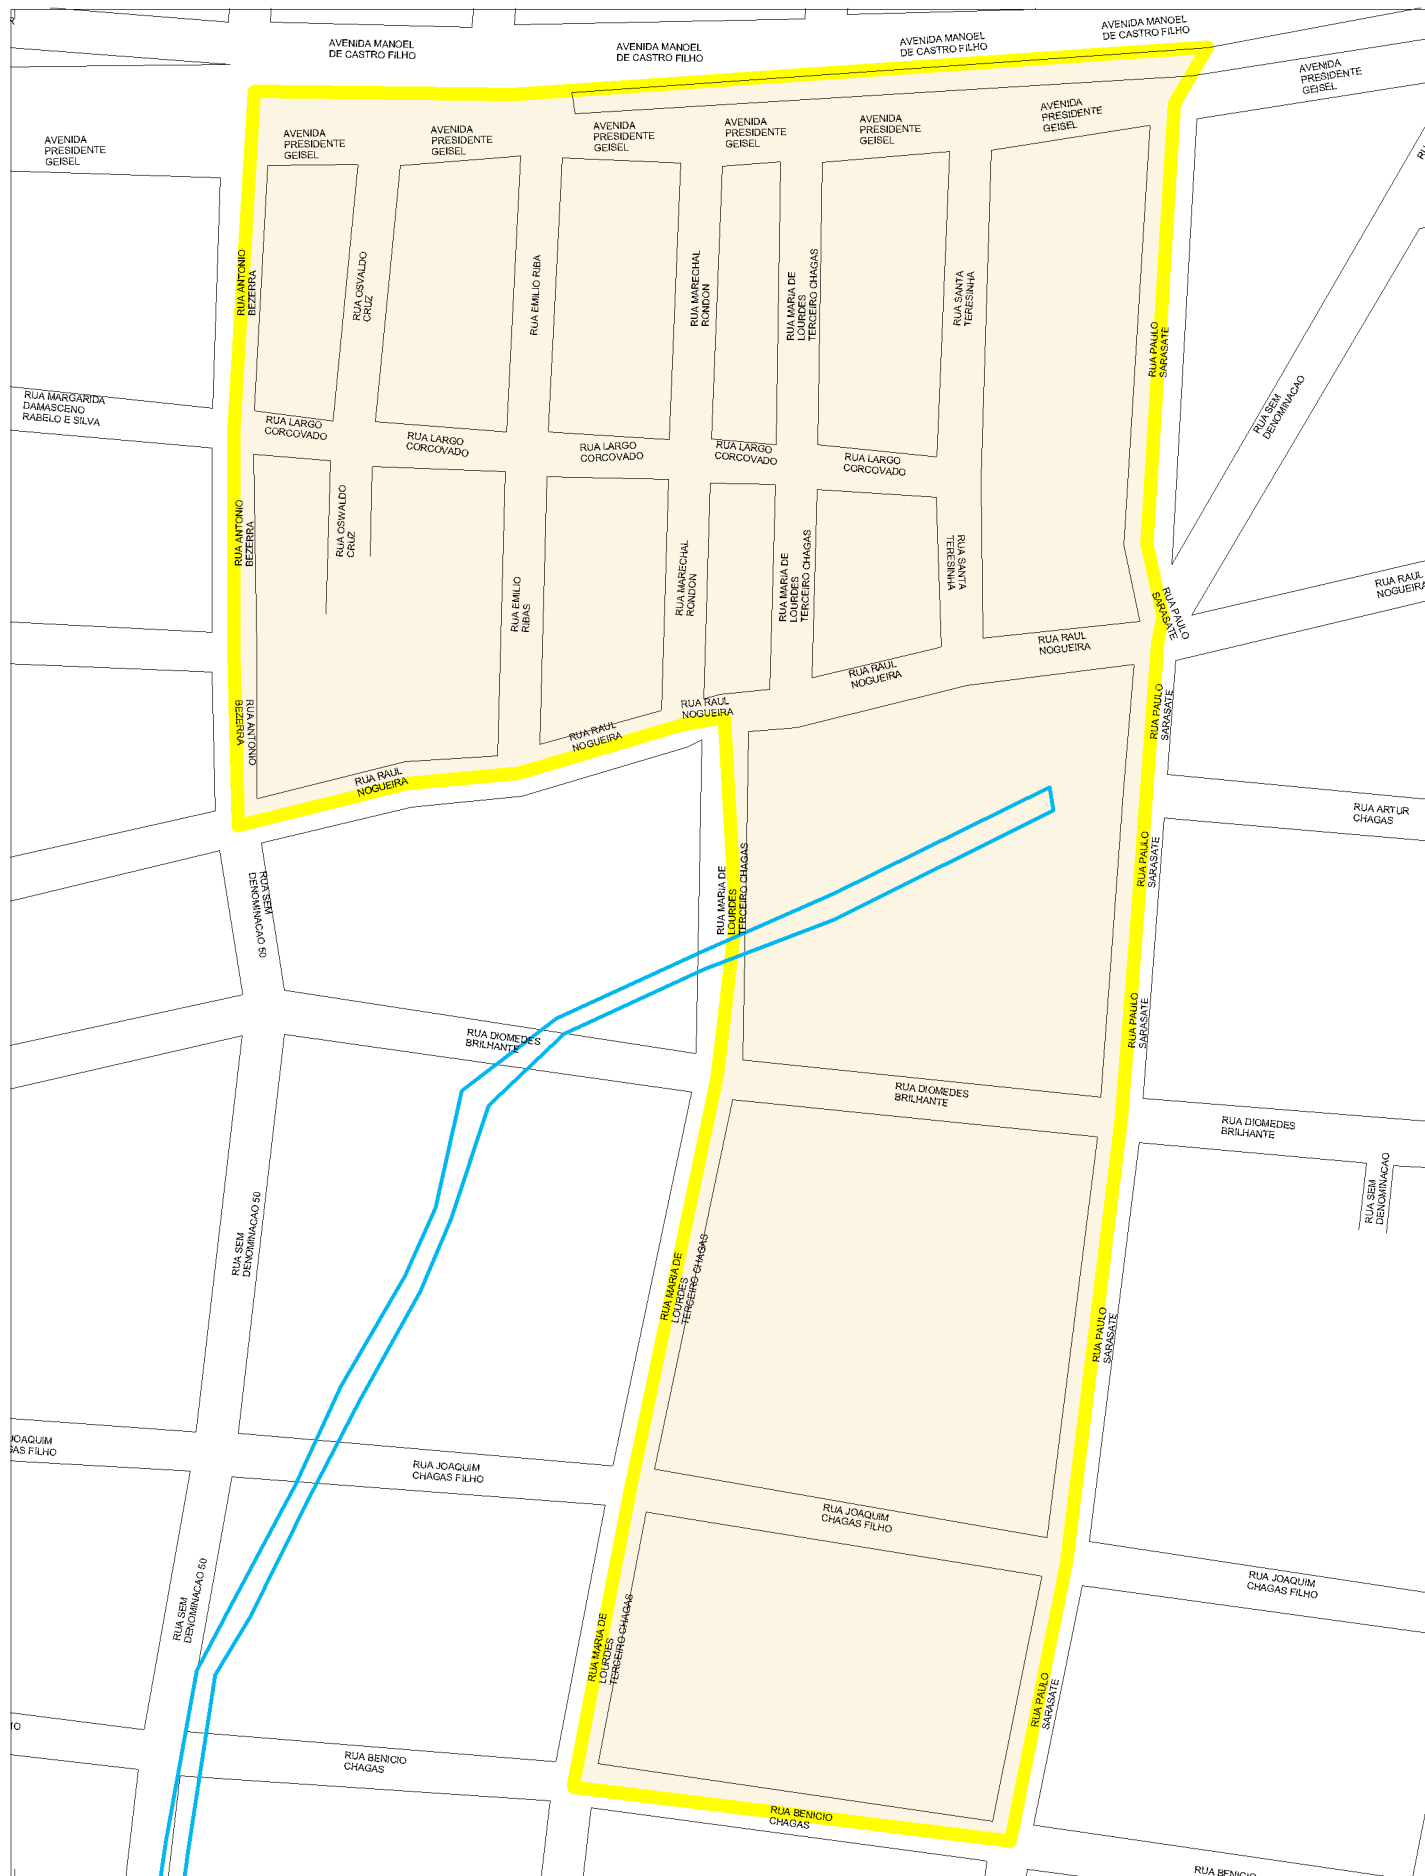 AVENIDA MANOEL
DE CASTRO FILHO
AVENIDA MANOEL
DE CASTRO FILHO
AVENIDA MANOEL
DE CASTRO FILHO
AVENIDA MANOEL
DE CASTRO FILHO
AVENIDA
PRESIDENTE
GEISEL
AVENIDA
PRESIDENTE
GEISEL
AVENIDA
PRESIDENTE
GEISEL
AVENIDA
PRESIDENTE
GEISEL
AVENIDA
PRESIDENTE
GEISEL
AVENIDA
PRESIDENTE
GEISEL
AVENIDA
PRESIDENTE
GEISEL
AVENIDA
PRESIDENTE
GEISEL
RUA ANTONIO
BEZERRA
RUA OSVALDO
CRUZ
RUA EMILIO RIBA
RUA MARECHAL
RONDON
RUA MARIA DE
LOURDES
TERCEIRO CHAGAS
RUA SANTA
TERESINHA
RUA PAULO
SARASATE
RUA SEM
DENOMINACAO
RUA MARGARIDA
DAMASCENO
RABELO E SILVA
RUA LARGO
CORCOVADO
RUA LARGO
CORCOVADO
RUA LARGO
CORCOVADO
RUA LARGO
CORCOVADO
RUA LARGO
CORCOVADO
RUA ANTONIO
BEZERRA
RUA OSWALDO
CRUZ
RUA EMILIO
RIBAS
RUA MARECHAL
RONDON
RUA MARIA DE
LOURDES
TERCEIRO CHAGAS
RUA SANTA
TERESINHA
RUA PAULO
SARASATE
RUA RAUL
NOGUEIRA
RUA RAUL
NOGUEIRA
RUA RAUL
NOGUEIRA
RUA RAUL
NOGUEIRA
RUA RAUL
NOGUEIRA
RUA RAUL
NOGUEIRA
RUA ANTONIO
BEZERRA
RUA PAULO
SARASATE
RUA ARTUR
CHAGAS
RUA SEM
DENOMINACAO 50
RUA MARIA DE
LOURDES
TERCEIRO CHAGAS
RUA PAULO
SARASATE
RUA PAULO
SARASATE
RUA DIOMEDES
BRILHANTE
RUA DIOMEDES
BRILHANTE
RUA DIOMEDES
BRILHANTE
RUA SEM
DENOMINACAO
RUA SEM
DENOMINACAO 50
RUA MARIA DE
LOURDES
TERCEIRO CHAGAS
RUA PAULO
SARASATE
JOAQUIM
GAS FILHO
RUA JOAQUIM
CHAGAS FILHO
RUA JOAQUIM
CHAGAS FILHO
RUA JOAQUIM
CHAGAS FILHO
RUA SEM
DENOMINACAO 50
RUA MARIA DE
LOURDES
TERCEIRO CHAGAS
RUA PAULO
SARASATE
TO
RUA BENICIO
CHAGAS
RUA BENICIO
CHAGAS
RUA BENICIO